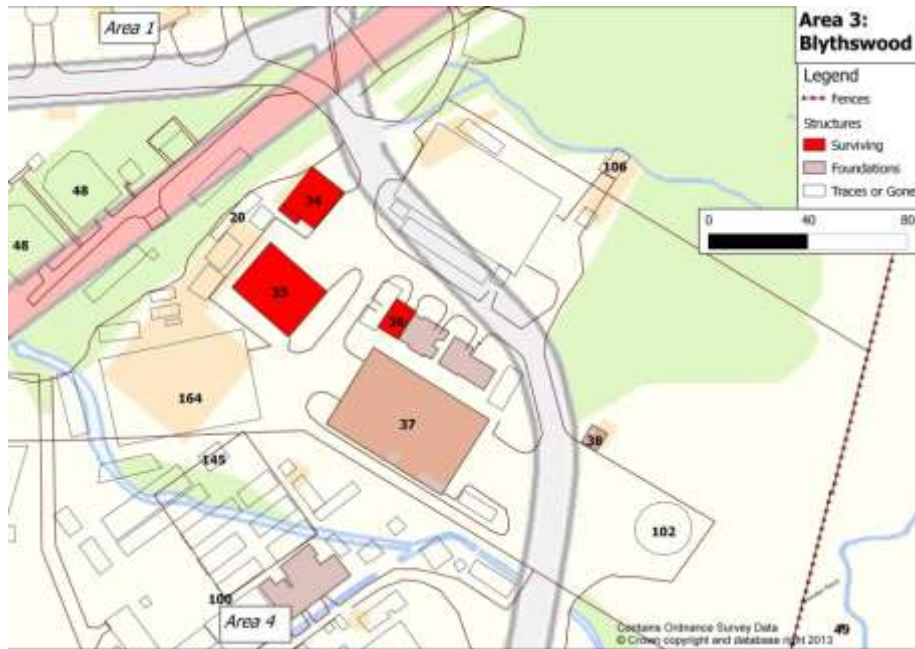 Area 1
Area 3:
Blythswood
Legend
Fences
Structures
Surviving
Foundations
Traces or Gone
0 40 80
106
34
48
20
48
35
36
164
37
38
145
102
100
Area 4
49
Contains Ordnance Survey Data
© Crown copyright and database right 2013